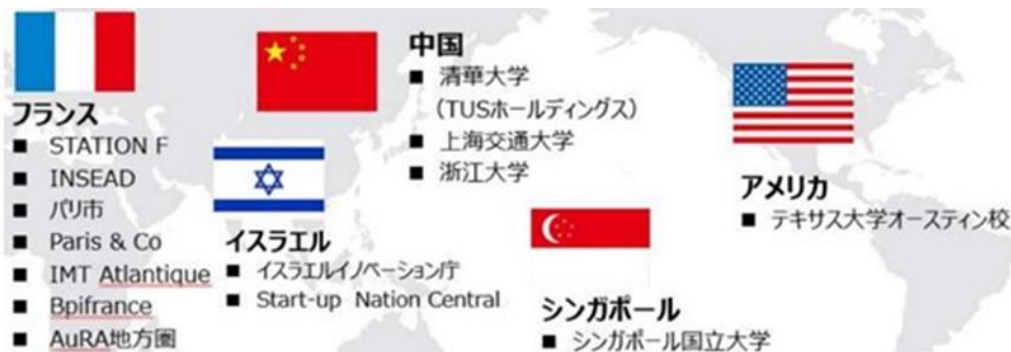 フランス
■ STATION F
■ INSEAD
■ パリ市
■ Paris & Co
■ IMT Atlantique
■ Bpifrance
■ AuRA地方圏
イスラエル
■ イスラエルイノベーション庁
■ Start-up Nation Central
中国
■ 清華大学
（TUSホールディングス）
■ 上海交通大学
■ 浙江大学
シンガポール
■ シンガポール国立大学
アメリカ
■ テキサス大学オースティン校